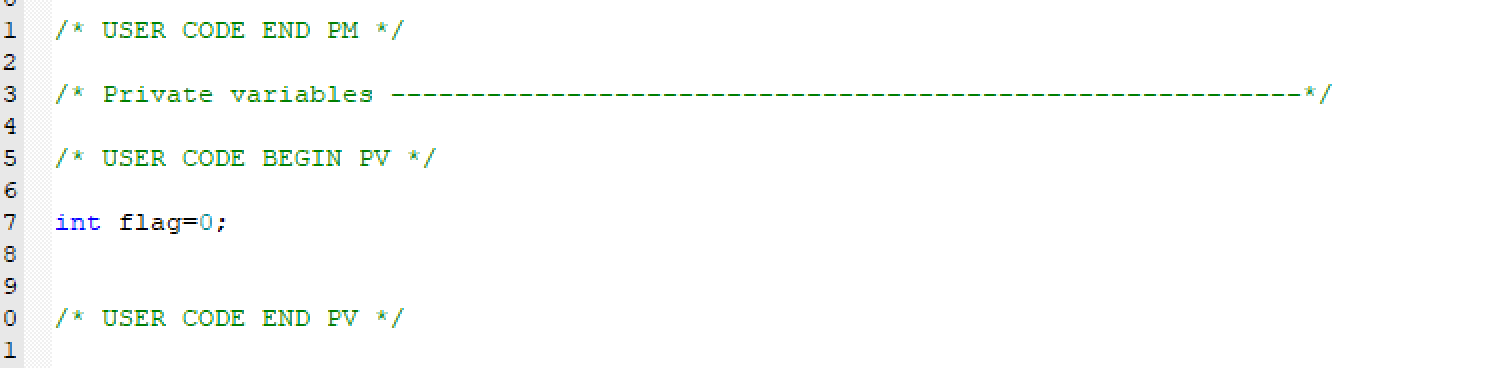 1 /* USER CODE END PM */
2
3 /* Private variables ---------------------------------------------------------*/
4
5 /* USER CODE BEGIN PV */
6
7 int flag=0;
8
9
0 /* USER CODE END PV */
1